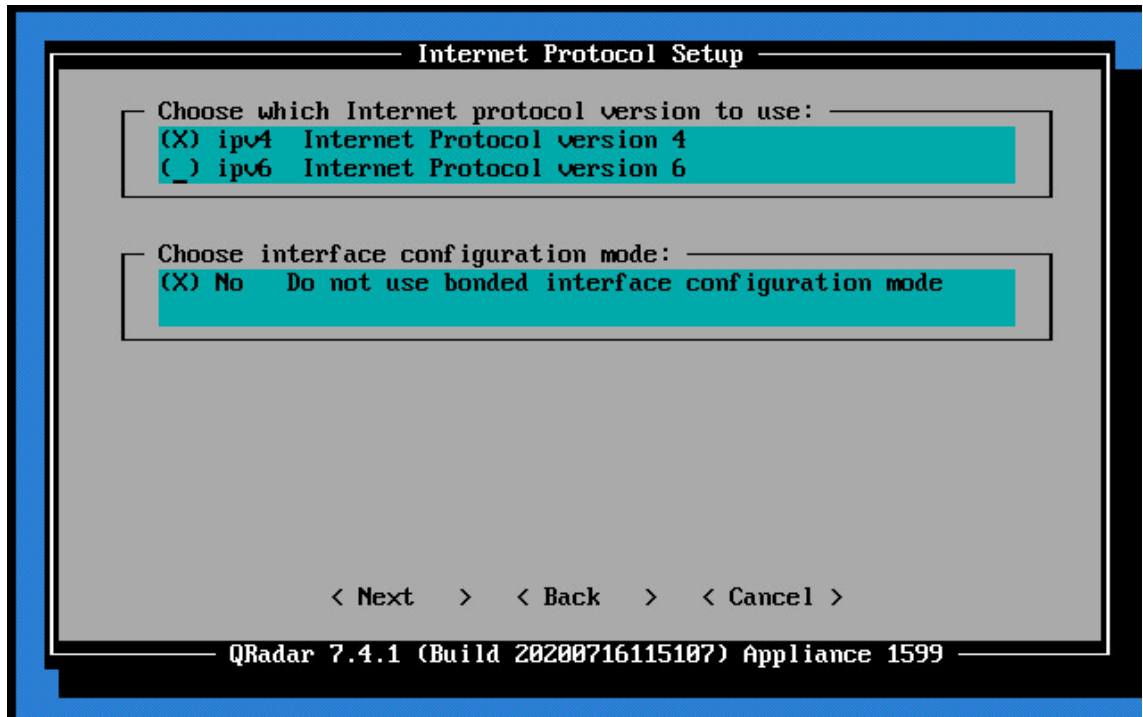 Internet Protocol Setup
Choose which Internet protocol version to use:
(X) ipv4  Internet Protocol version 4
(_) ipv6  Internet Protocol version 6
Choose interface configuration mode:
(X) No   Do not use bonded interface configuration mode
< Next   >   < Back   >   < Cancel >
QRadar 7.4.1 (Build 20200716115107) Appliance 1599